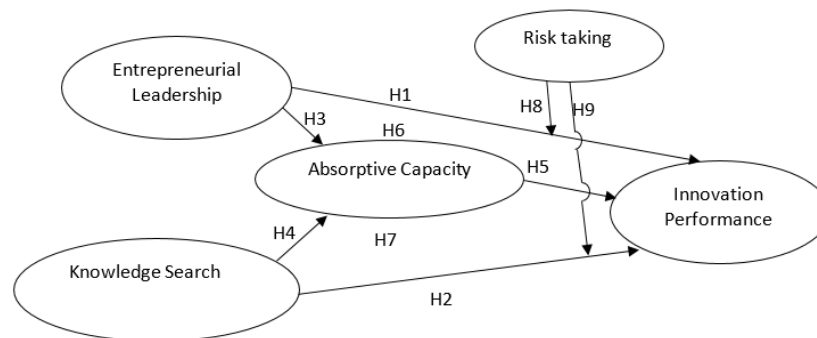 Risk taking
Entrepreneurial
Leadership
H1
H8
H9
H3
H6
Absorptive Capacity
H5
Innovation
Performance
H4
H7
Knowledge Search
H2